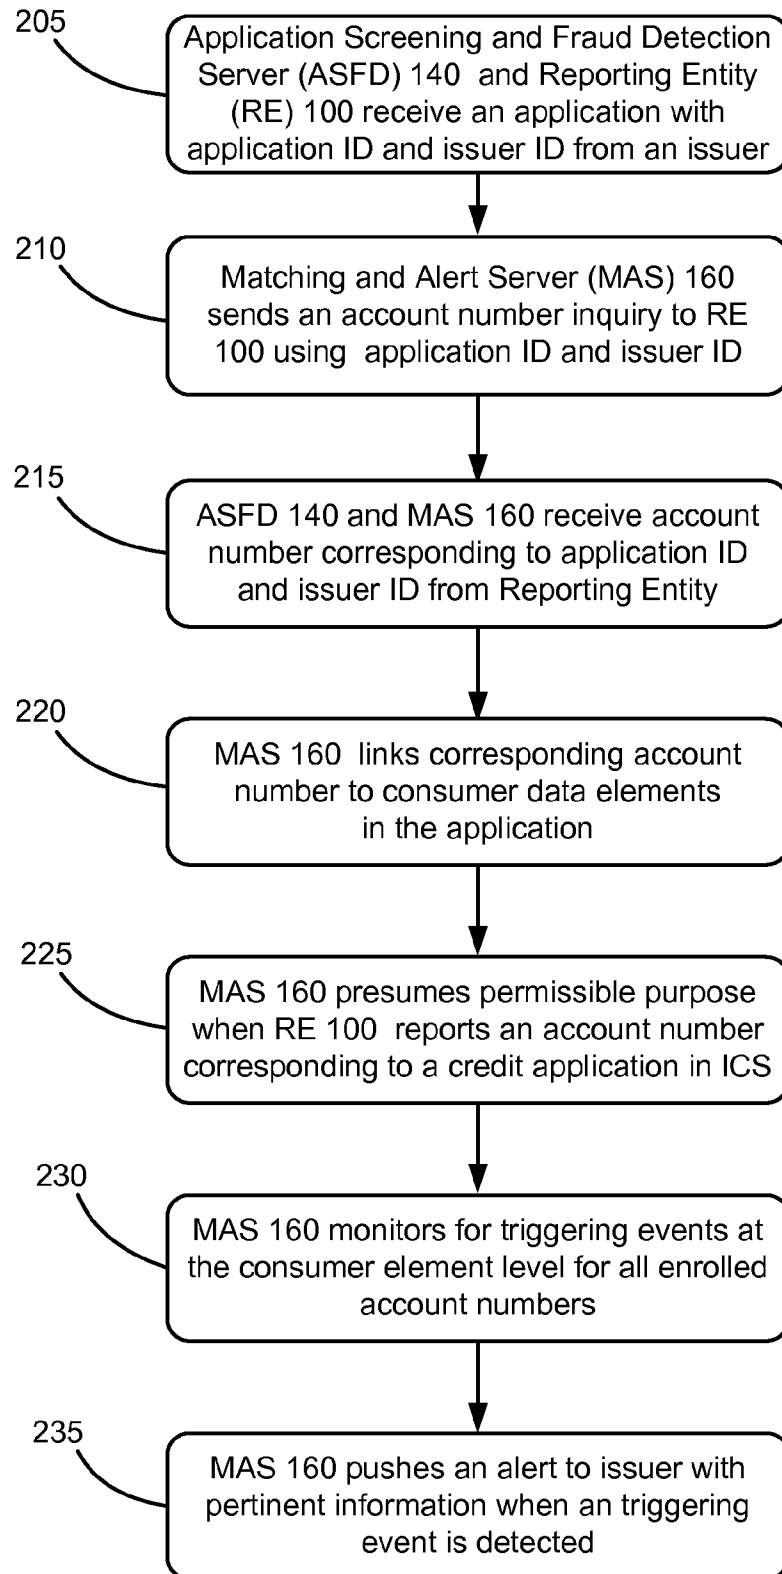 205
Application Screening and Fraud Detection
Server (ASFD) 140 and Reporting Entity
(RE) 100 receive an application with
application ID and issuer ID from an issuer
210
Matching and Alert Server (MAS) 160
sends an account number inquiry to RE
100 using application ID and issuer ID
215
ASFD 140 and MAS 160 receive account
number corresponding to application ID
and issuer ID from Reporting Entity
220
MAS 160 links corresponding account
number to consumer data elements
in the application
225
MAS 160 presumes permissible purpose
when RE 100 reports an account number
corresponding to a credit application in ICS
230
MAS 160 monitors for triggering events at
the consumer element level for all enrolled
account numbers
235
MAS 160 pushes an alert to issuer with
pertinent information when an triggering
event is detected